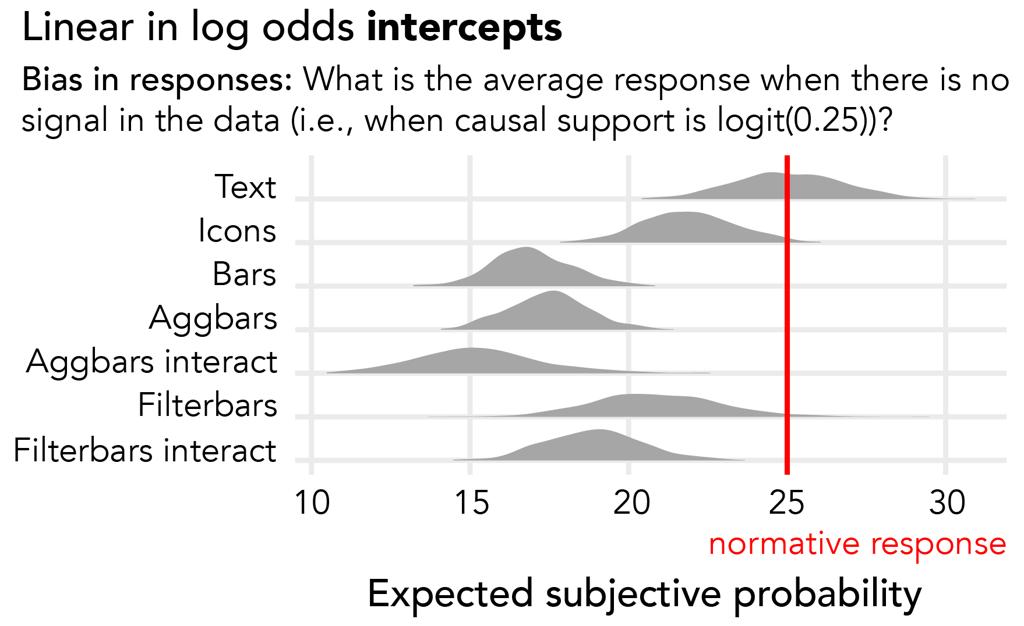 Linear in log odds intercepts
Bias in responses: What is the average response when there is no
signal in the data (i.e., when causal support is logit(0.25))?
Text
Icons
Bars
Aggbars
Aggbars interact
Filterbars
Filterbars interact
10 15 20 25 30
normative response
Expected subjective probability